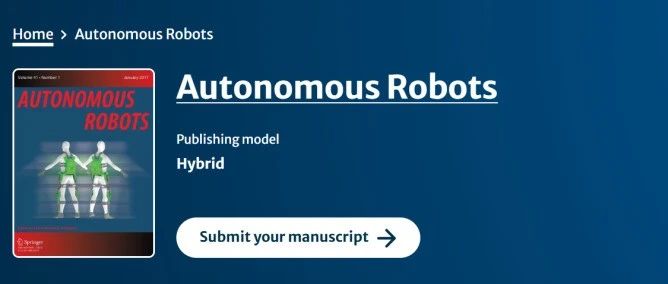 Home > Autonomous Robots
Volume 41 • Number 1 January 2017
AUTONOMOUS
ROBOTS
Springer
Autonomous Robots
Publishing model
Hybrid
Submit your manuscript →